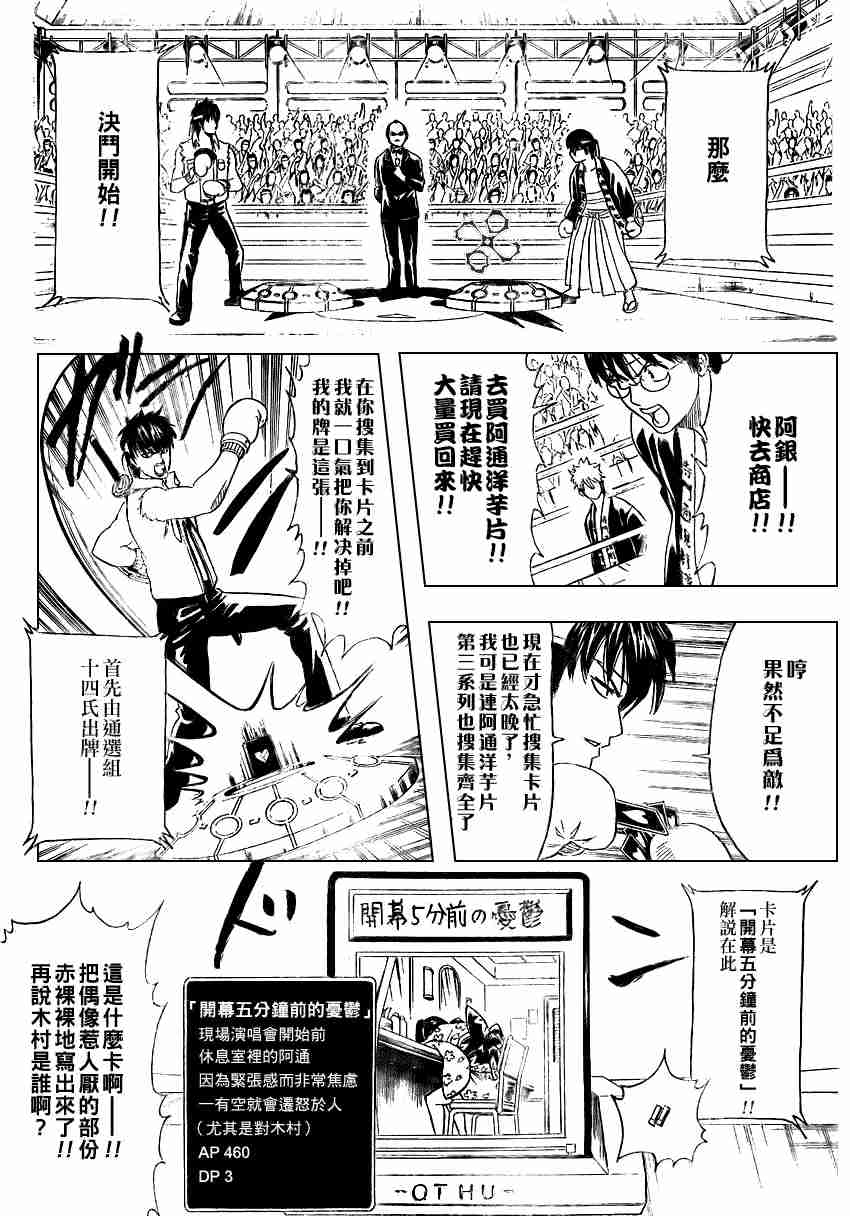 那麼
決鬥開始!!
阿銀——!!
快去商店!!
去買阿通洋芋片!!
請現在趕快
大量買回來!!
在你搜集到卡片之前
我就一口氣把你解决掉吧!!
我的牌是這張——!!
哼
果然不足爲敵!!
現在才急忙搜集卡片
也已經太晚了，
我可是連阿通洋芋片
第三系列也搜集齊全了
首先由通選組
十四氏出牌——!!
卡片是
「開幕五分鐘前的憂鬱」!!
解説在此
ドン
開幕5分前の憂鬱
「開幕五分鐘前的憂鬱」
現場演唱會開始前
休息室裡的阿通
因為緊張感而非常焦慮
一有空就會遷怒於人
（尤其是對木村）
AP 460
DP 3
-OTHU-
!!
這是什麼卡啊——!!
把偶像惹人厭的部份
赤裸裸地寫出來了!!
再說木村是誰啊？